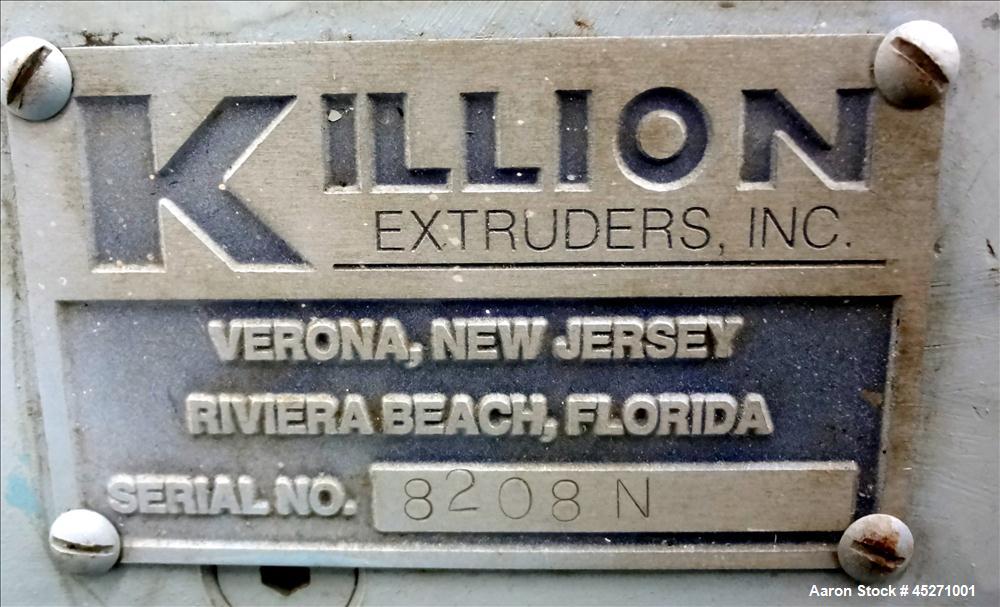 KILLION
EXTRUDERS, INC.
VERONA, NEW JERSEY
RIVIERA BEACH, FLORIDA
SERIAL NO. 8208 N
Aaron Stock # 45271001